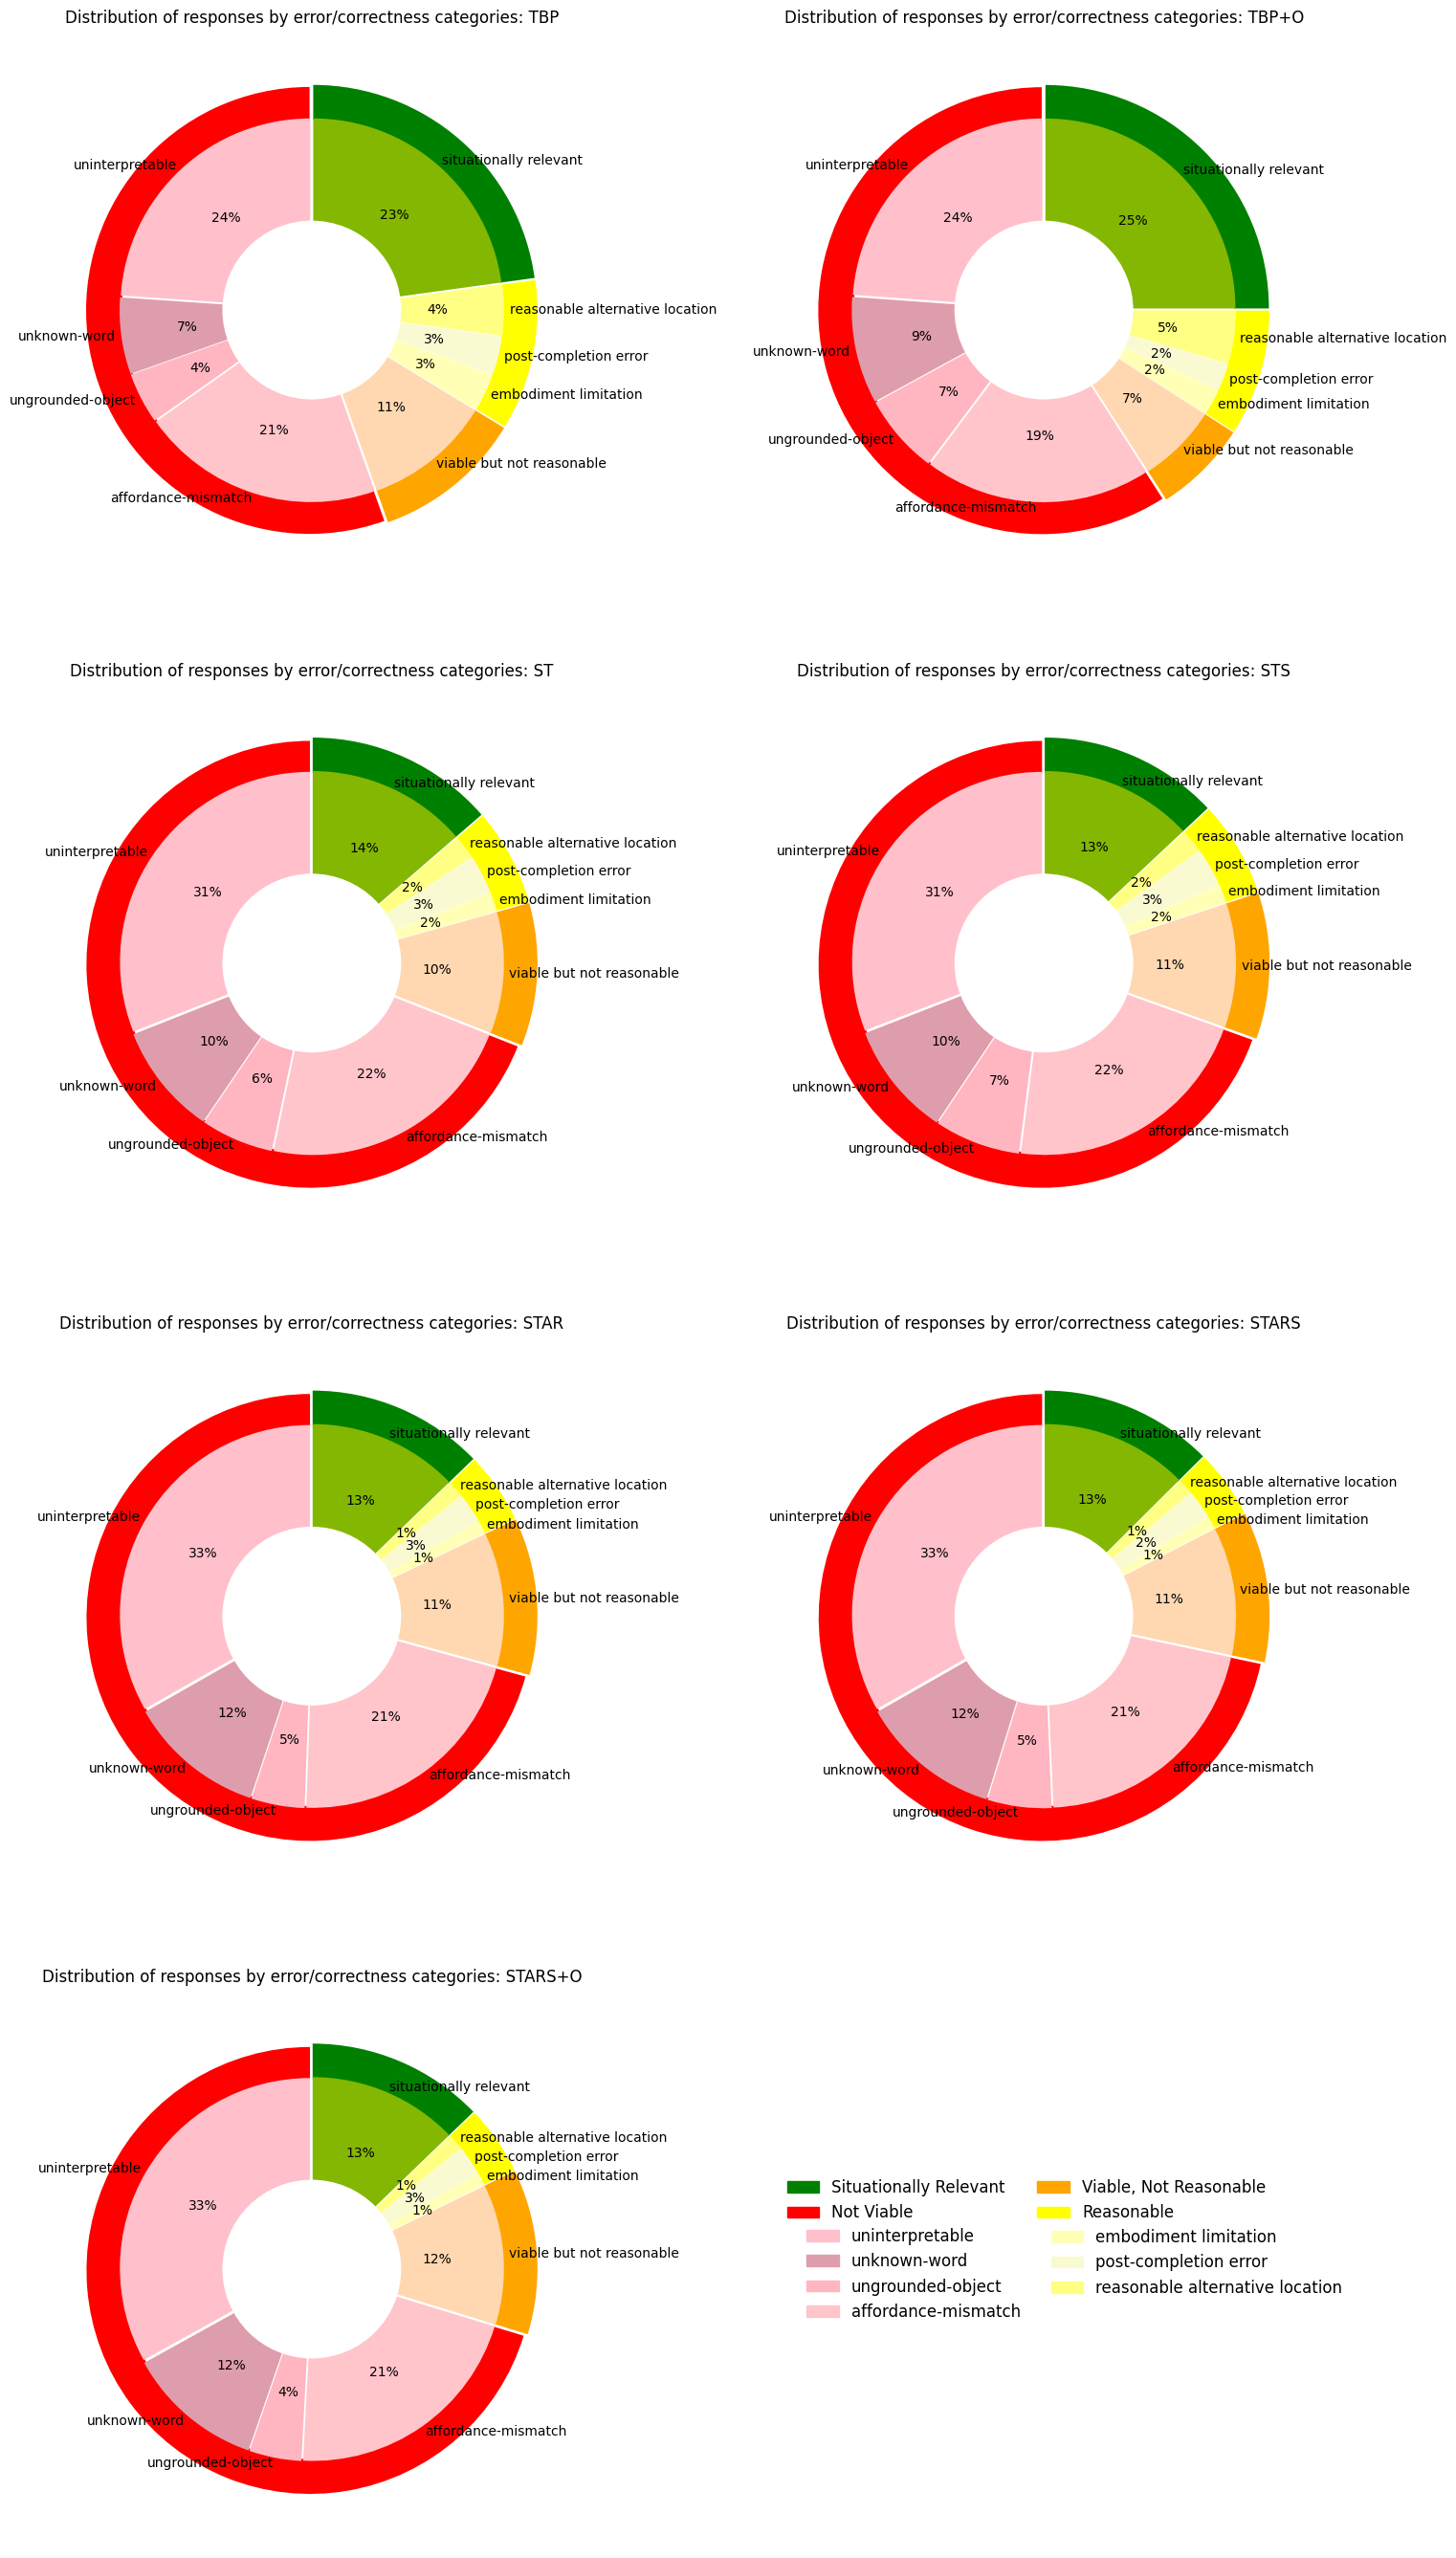 Distribution of responses by error/correctness categories: TBP
situationally relevant
uninterpretable
23%
24%
4%
reasonable alternative location
7%
unknown-word
3%
post-completion error
3%
4%
embodiment limitation
ungrounded-object
11%
21%
viable but not reasonable
affordance-mismatch
Distribution of responses by error/correctness categories: TBP+O
uninterpretable
situationally relevant
24%
25%
5%
9%
reasonable alternative location
unknown-word
2%
2%
post-completion error
7%
7%
embodiment limitation
19%
ungrounded-object
viable but not reasonable
affordance-mismatch
Distribution of responses by error/correctness categories: ST
situationally relevant
reasonable alternative location
14%
uninterpretable
post-completion error
2%
31%
embodiment limitation
3%
2%
10%
viable but not reasonable
10%
22%
6%
unknown-word
affordance-mismatch
ungrounded-object
Distribution of responses by error/correctness categories: STS
situationally relevant
reasonable alternative location
13%
uninterpretable
post-completion error
2%
31%
embodiment limitation
3%
2%
11%
viable but not reasonable
10%
22%
7%
unknown-word
affordance-mismatch
ungrounded-object
Distribution of responses by error/correctness categories: STAR
situationally relevant
reasonable alternative location
13%
post-completion error
uninterpretable
embodiment limitation
1%
3%
33%
1%
viable but not reasonable
11%
12%
21%
5%
unknown-word
affordance-mismatch
ungrounded-object
Distribution of responses by error/correctness categories: STARS
situationally relevant
reasonable alternative location
13%
post-completion error
uninterpretable
embodiment limitation
1%
2%
33%
1%
viable but not reasonable
11%
12%
21%
5%
unknown-word
affordance-mismatch
ungrounded-object
Distribution of responses by error/correctness categories: STARS+O
situationally relevant
reasonable alternative location
13%
post-completion error
uninterpretable
embodiment limitation
1%
3%
33%
1%
viable but not reasonable
12%
12%
21%
4%
unknown-word
affordance-mismatch
ungrounded-object
Situationally Relevant
Not Viable
uninterpretable
unknown-word
ungrounded-object
affordance-mismatch
Viable, Not Reasonable
Reasonable
embodiment limitation
post-completion error
reasonable alternative location